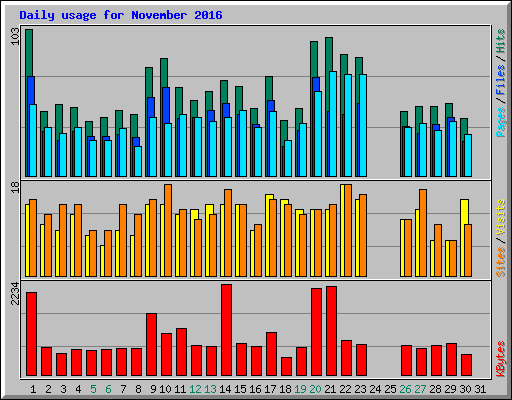 Daily usage for November 2016
103
Pages / Files / Hits
18
Sites / Visits
2234
KBytes
1 2 3 4 5 6 7 8 9 10 11 12 13 14 15 16 17 18 19 20 21 22 23 24 25 26 27 28 29 30 31